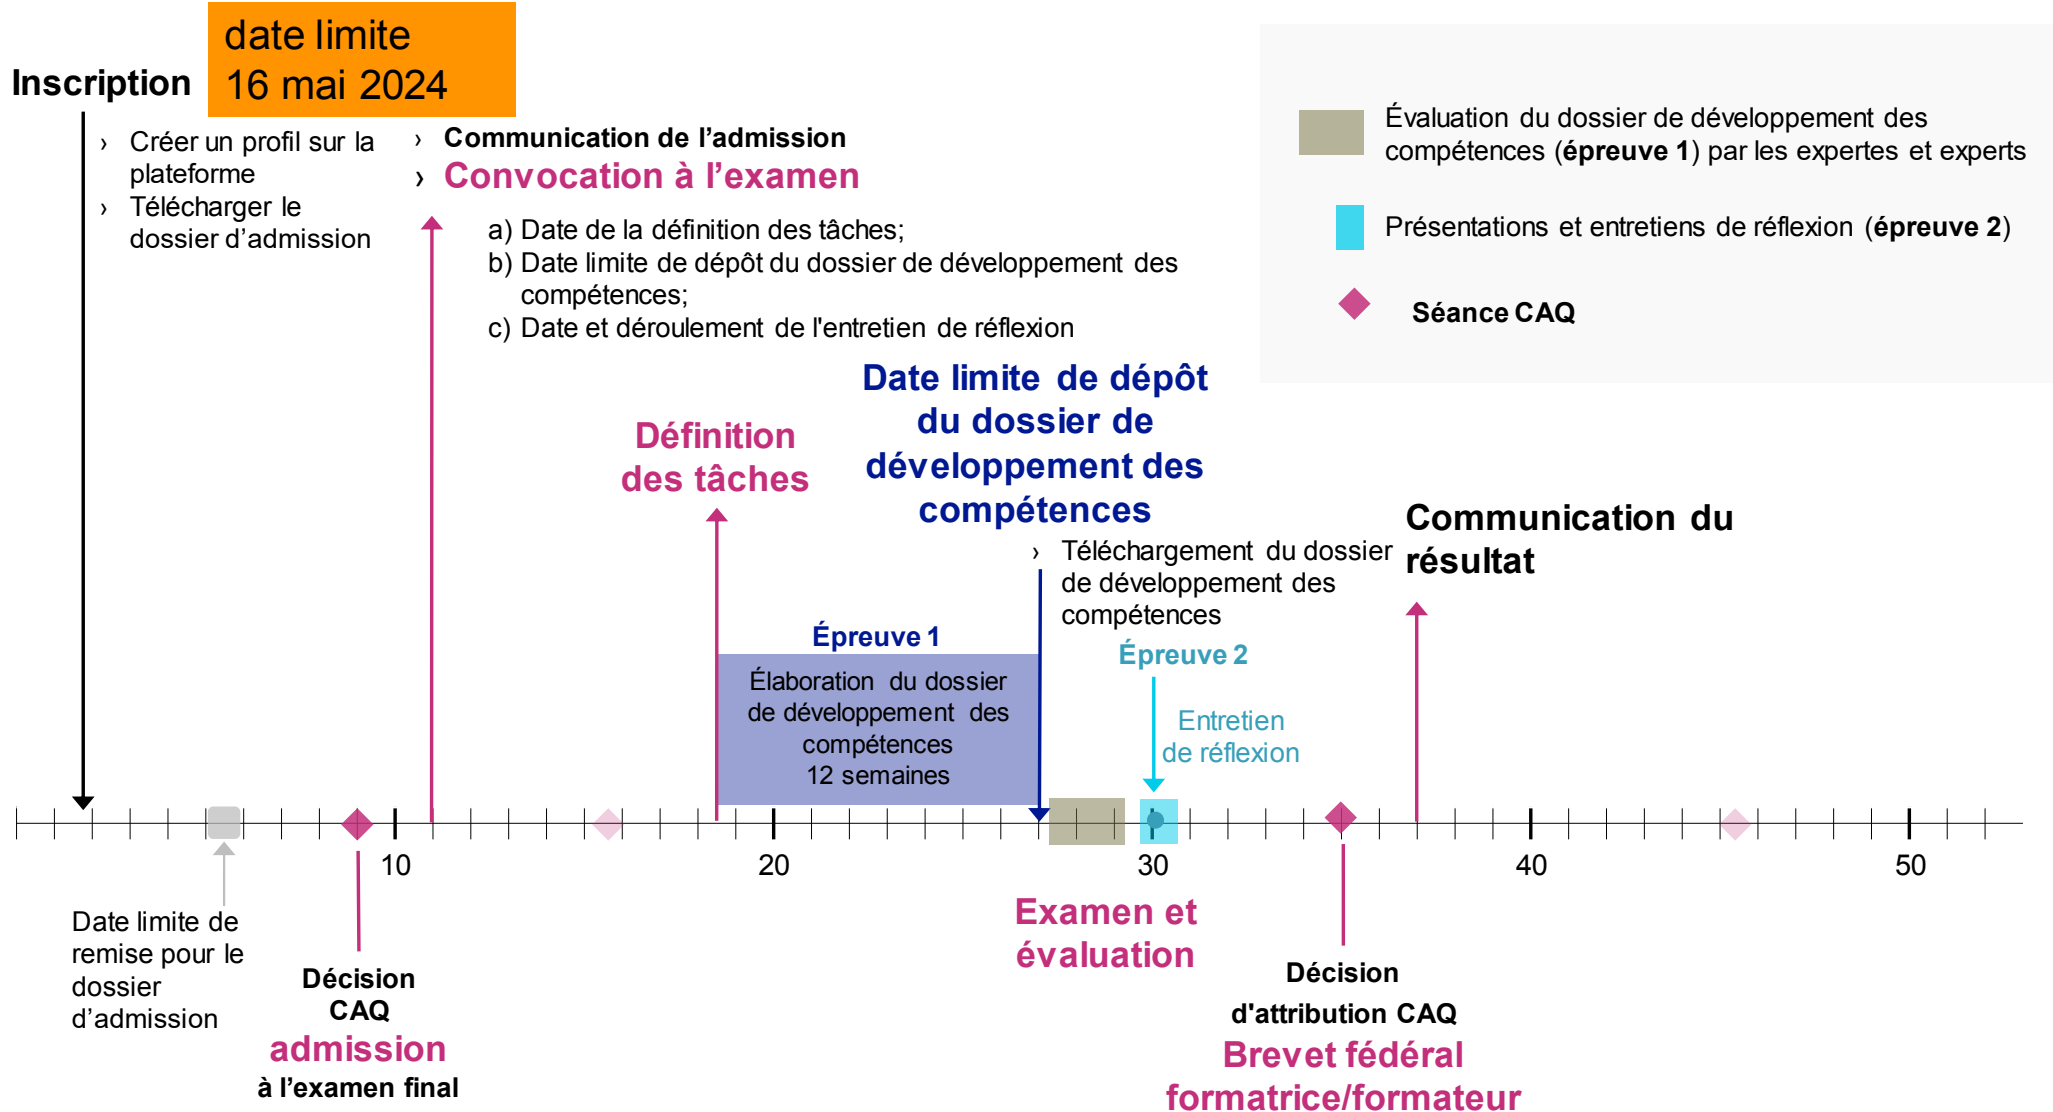 date limite
16 mai 2024
Inscription
› Créer un profil sur la
plateforme
› Télécharger le
dossier d’admission
› Communication de l’admission
› Convocation à l’examen
a) Date de la définition des tâches;
b) Date limite de dépôt du dossier de développement des
compétences;
c) Date et déroulement de l'entretien de réflexion
Évaluation du dossier de développement des
compétences (épreuve 1) par les expertes et experts
Présentations et entretiens de réflexion (épreuve 2)
Séance CAQ
Définition
des tâches
Date limite de dépôt
du dossier de
développement des
compétences
› Téléchargement du dossier
de développement des
compétences
Communication du
résultat
Épreuve 1
Élaboration du dossier
de développement des
compétences
12 semaines
Épreuve 2
Entretien
de réflexion
10
20
30
40
50
Date limite de
remise pour le
dossier
d’admission
Décision
CAQ
admission
à l’examen final
Examen et
évaluation
Décision
d'attribution CAQ
Brevet fédéral
formatrice/formateur